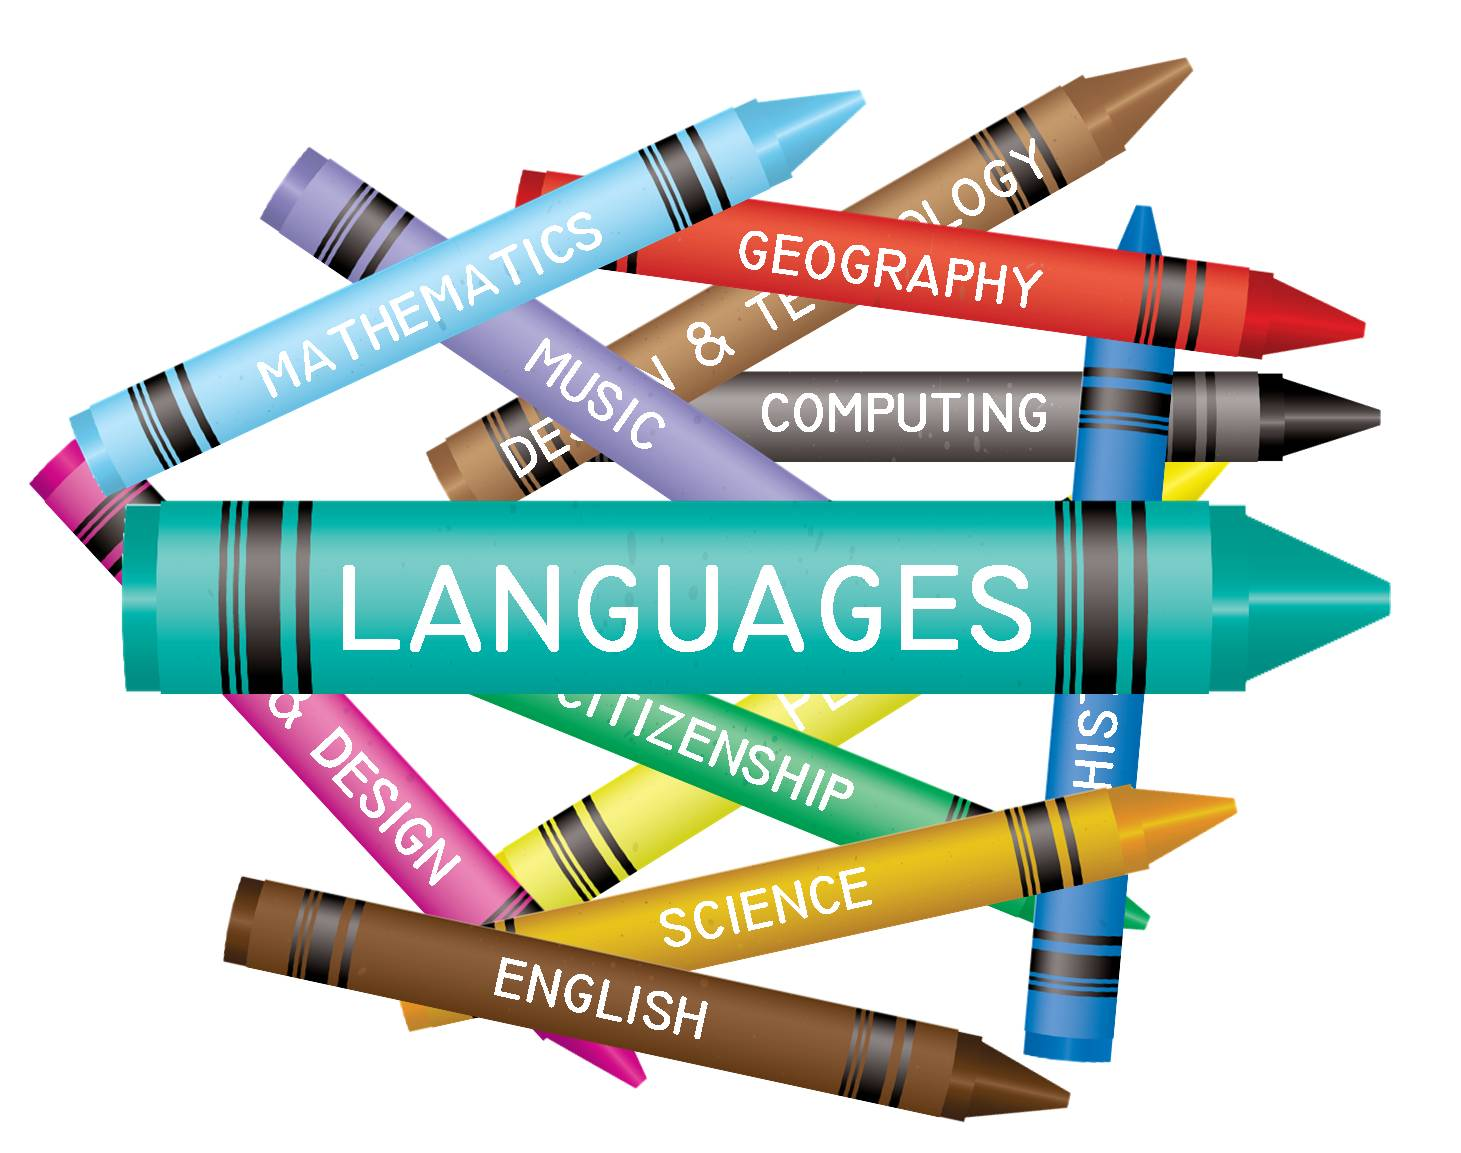 MATHEMATICS
GEOGRAPHY
MUSIC
&
COMPUTING
LANGUAGES
CITIZENSHIP
& DESIGN
SCIENCE
ENGLISH